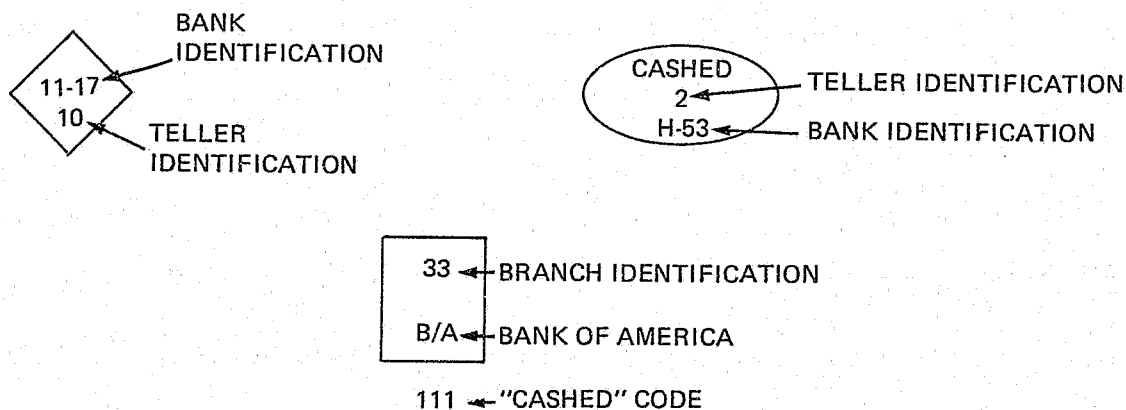 BANK
IDENTIFICATION
11-17
10
TELLER
IDENTIFICATION
CASHED
2
H-53
TELLER IDENTIFICATION
BANK IDENTIFICATION
33
BRANCH IDENTIFICATION
B/A
BANK OF AMERICA
111
"CASHED" CODE